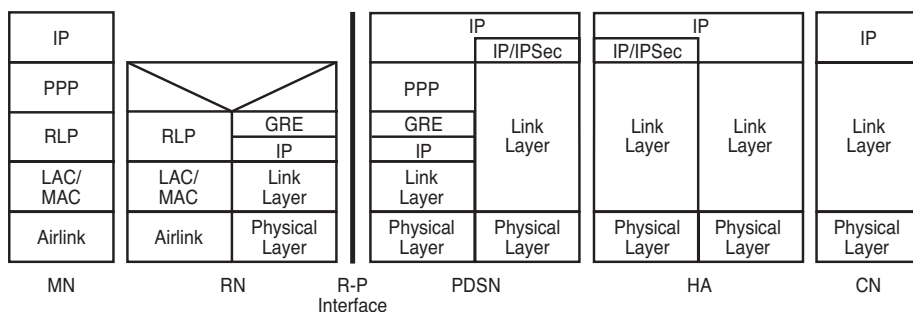 IP
PPP
RLP
LAC/
MAC
Airlink
MN
RLP
LAC/
MAC
Airlink
GRE
IP
Link
Layer
Physical
Layer
RN
R-P
Interface
IP
IP/IPSec
PPP
GRE
IP
Link
Layer
Physical
Layer
Link
Layer
Physical
Layer
PDSN
IP
IP/IPSec
Link
Layer
Physical
Layer
Link
Layer
Physical
Layer
HA
IP
Link
Layer
Physical
Layer
CN